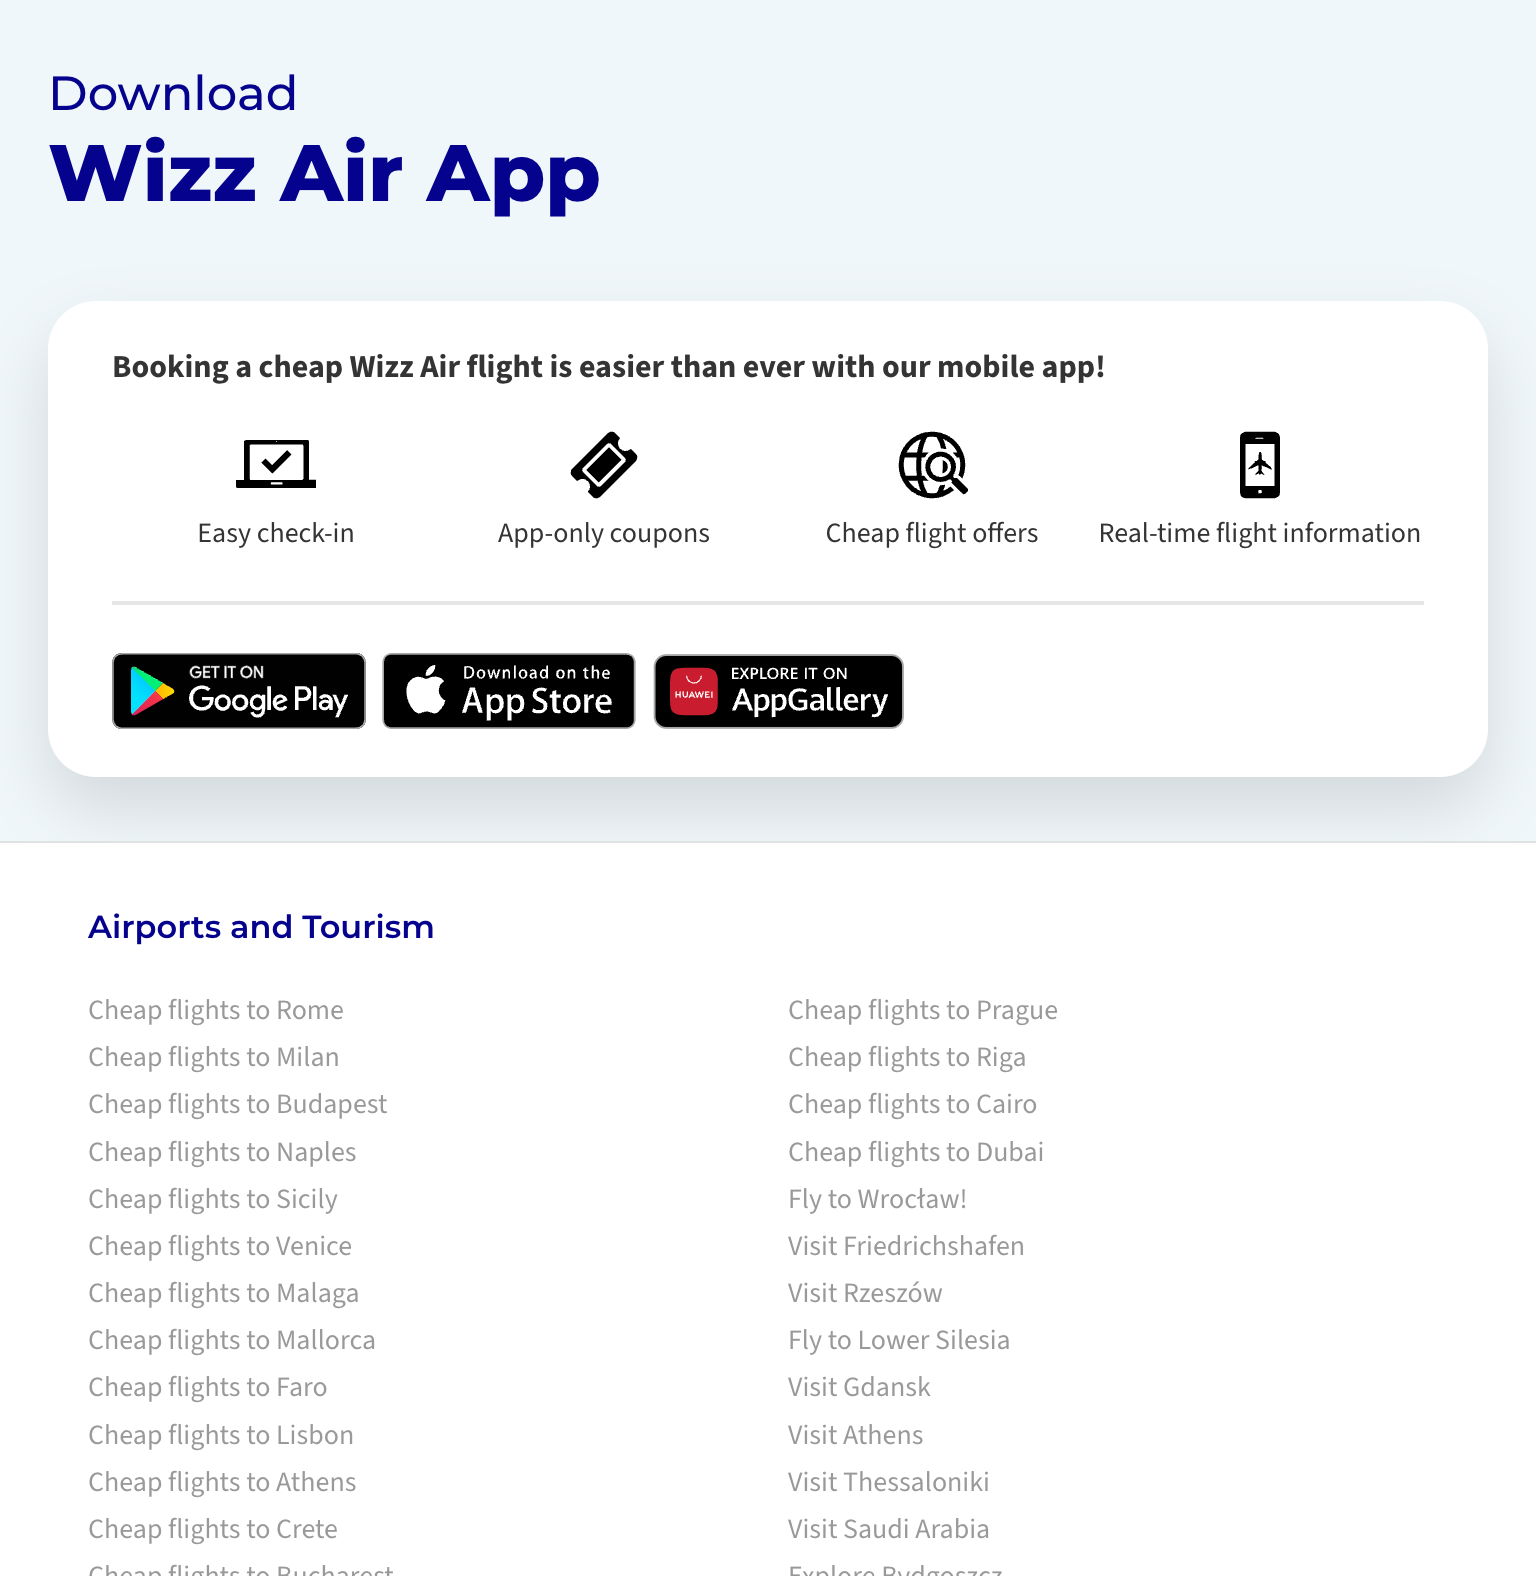 Download
Wizz Air App
Booking a cheap Wizz Air flight is easier than ever with our mobile app!
Easy check-in
App-only coupons
Cheap flight offers
Real-time flight information
GET IT ON
Google Play
Download on the
App Store
HUAWEI
EXPLORE IT ON
AppGallery
Airports and Tourism
Cheap flights to Rome
Cheap flights to Milan
Cheap flights to Budapest
Cheap flights to Naples
Cheap flights to Sicily
Cheap flights to Venice
Cheap flights to Malaga
Cheap flights to Mallorca
Cheap flights to Faro
Cheap flights to Lisbon
Cheap flights to Athens
Cheap flights to Crete
Cheap flights to Bucharest
Cheap flights to Prague
Cheap flights to Riga
Cheap flights to Cairo
Cheap flights to Dubai
Fly to Wrocław!
Visit Friedrichshafen
Visit Rzeszów
Fly to Lower Silesia
Visit Gdansk
Visit Athens
Visit Thessaloniki
Visit Saudi Arabia
Explore Bydgoszcz